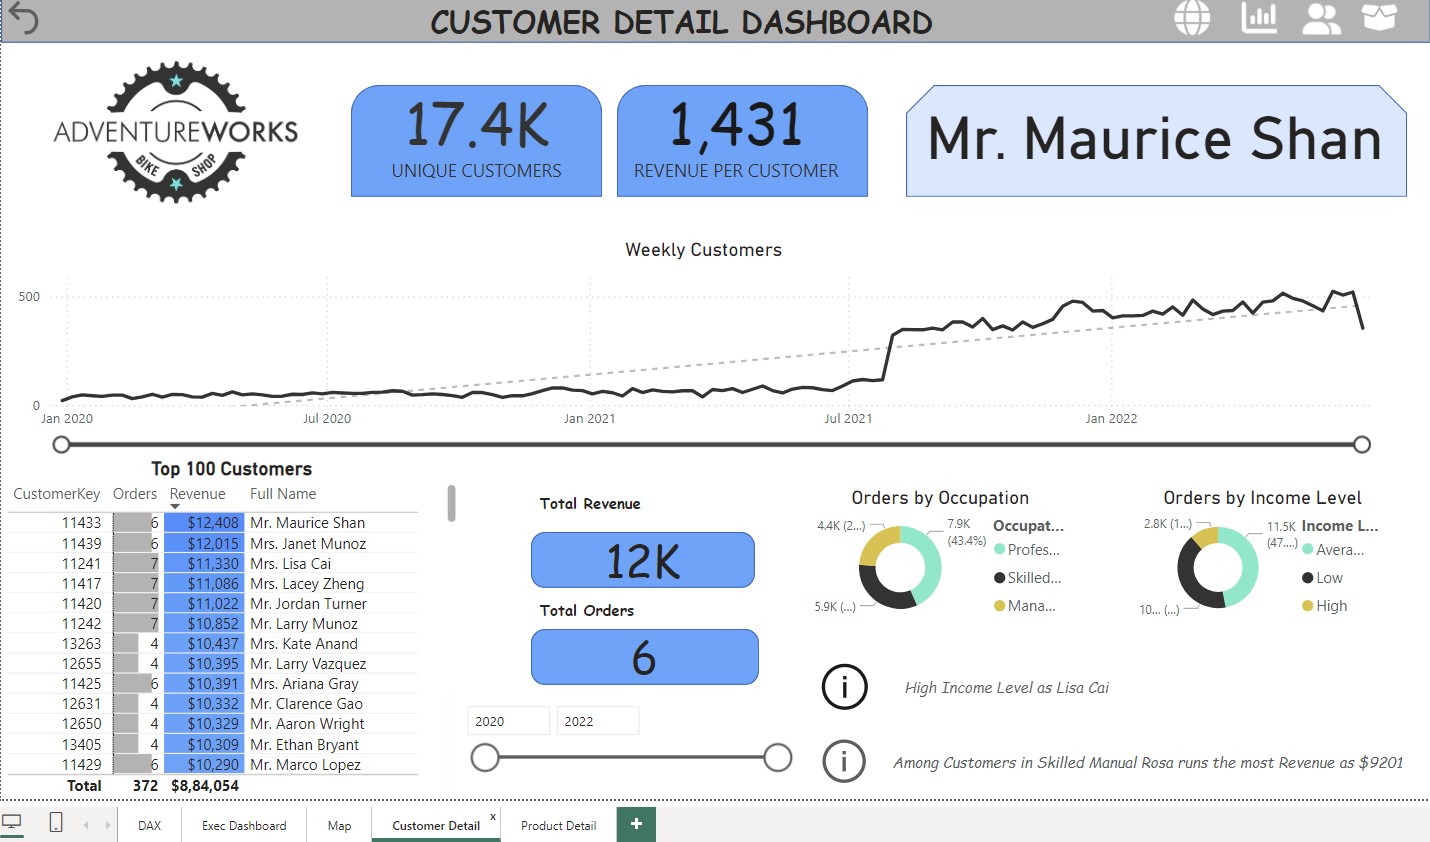 CUSTOMER DETAIL DASHBOARD
ADVENTUREWORKS
BIKE SHOP
17.4K
UNIQUE CUSTOMERS
1,431
REVENUE PER CUSTOMER
Mr. Maurice Shan
Weekly Customers
500
0
Jan 2020 Jul 2020 Jan 2021 Jul 2021 Jan 2022
Top 100 Customers
CustomerKey Orders Revenue Full Name
11433 6 $12,408 Mr. Maurice Shan
11439 6 $12,015 Mrs. Janet Munoz
11241 7 $11,330 Mrs. Lisa Cai
11417 7 $11,086 Mrs. Lacey Zheng
11420 7 $11,022 Mr. Jordan Turner
11242 7 $10,852 Mr. Larry Munoz
13263 4 $10,437 Mrs. Kate Anand
12655 4 $10,395 Mr. Larry Vazquez
11425 6 $10,391 Mrs. Ariana Gray
12631 4 $10,332 Mr. Clarence Gao
12650 4 $10,329 Mr. Aaron Wright
13405 4 $10,309 Mr. Ethan Bryant
11429 6 $10,290 Mr. Marco Lopez
Total 372 $8,84,054
Total Revenue
12K
Total Orders
6
2020 2022
Orders by Occupation
4.4K (2...)
7.9K
(43.4%)
5.9K (...)
Occupat...
Profes...
Skilled...
Mana...
Orders by Income Level
2.8K (1...)
11.5K
(47....)
10... (...)
Income L...
Avera...
Low
High
i
High Income Level as Lisa Cai
i
Among Customers in Skilled Manual Rosa runs the most Revenue as $9201
DAX Exec Dashboard Map Customer Detail x Product Detail +